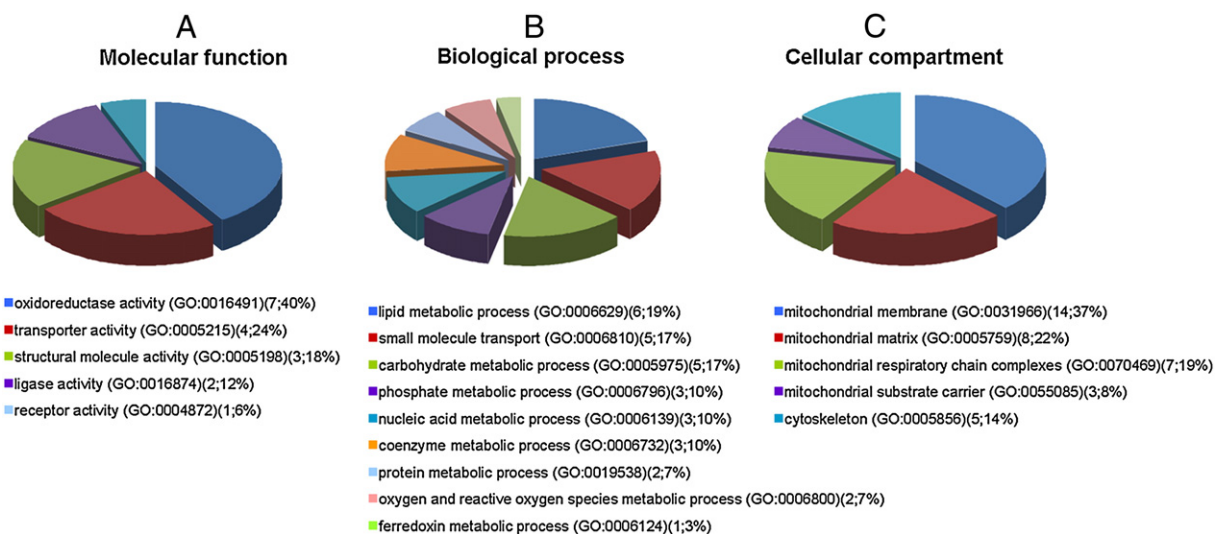 A
Molecular function
oxidoreductase activity (GO:0016491)(7;40%)
transporter activity (GO:0005215)(4;24%)
structural molecule activity (GO:0005198)(3;18%)
ligase activity (GO:0016874)(2;12%)
receptor activity (GO:0004872)(1;6%)
B
Biological process
lipid metabolic process (GO:0006629)(6;19%)
small molecule transport (GO:0006810)(5;17%)
carbohydrate metabolic process (GO:0005975)(5;17%)
phosphate metabolic process (GO:0006796)(3;10%)
nucleic acid metabolic process (GO:0006139)(3;10%)
coenzyme metabolic process (GO:0006732)(3;10%)
protein metabolic process (GO:0019538)(2;7%)
oxygen and reactive oxygen species metabolic process (GO:0006800)(2;7%)
ferredoxin metabolic process (GO:0006124)(1;3%)
C
Cellular compartment
mitochondrial membrane (GO:0031966)(14;37%)
mitochondrial matrix (GO:0005759)(8;22%)
mitochondrial respiratory chain complexes (GO:0070469)(7;19%)
mitochondrial substrate carrier (GO:0055085)(3;8%)
cytoskeleton (GO:0005856)(5;14%)